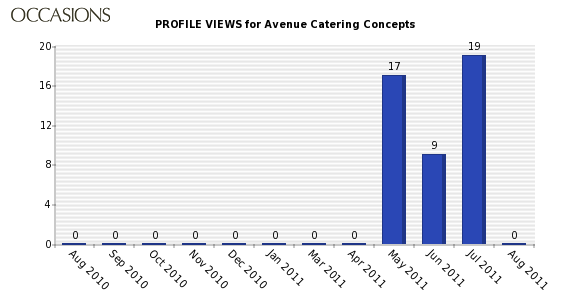 OCCASIONS
PROFILE VIEWS for Avenue Catering Concepts
20
16
12
8
4
0
0 0 0 0 0 0 0 0 17 9 19 0
Aug 2010 Sep 2010 Oct 2010 Nov 2010 Dec 2010 Jan 2011 Mar 2011 Apr 2011 May 2011 Jun 2011 Jul 2011 Aug 2011